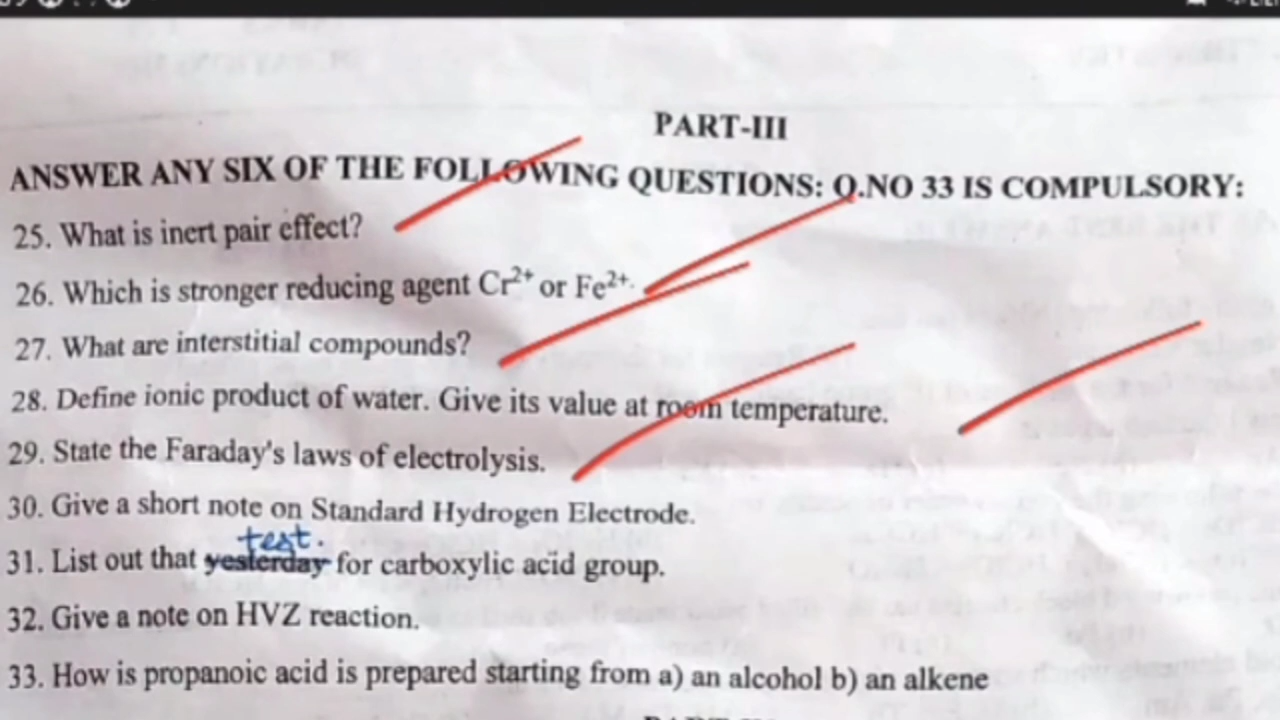 PART-III
ANSWER ANY SIX OF THE FOLLOWING QUESTIONS: Q.NO 33 IS COMPULSORY:
25. What is inert pair effect?
26. Which is stronger reducing agent Cr²⁺ or Fe²⁺.
27. What are interstitial compounds?
28. Define ionic product of water. Give its value at room temperature.
29. State the Faraday's laws of electrolysis.
30. Give a short note on Standard Hydrogen Electrode.
test.
31. List out that yesterday for carboxylic acid group.
32. Give a note on HVZ reaction.
33. How is propanoic acid is prepared starting from a) an alcohol b) an alkene